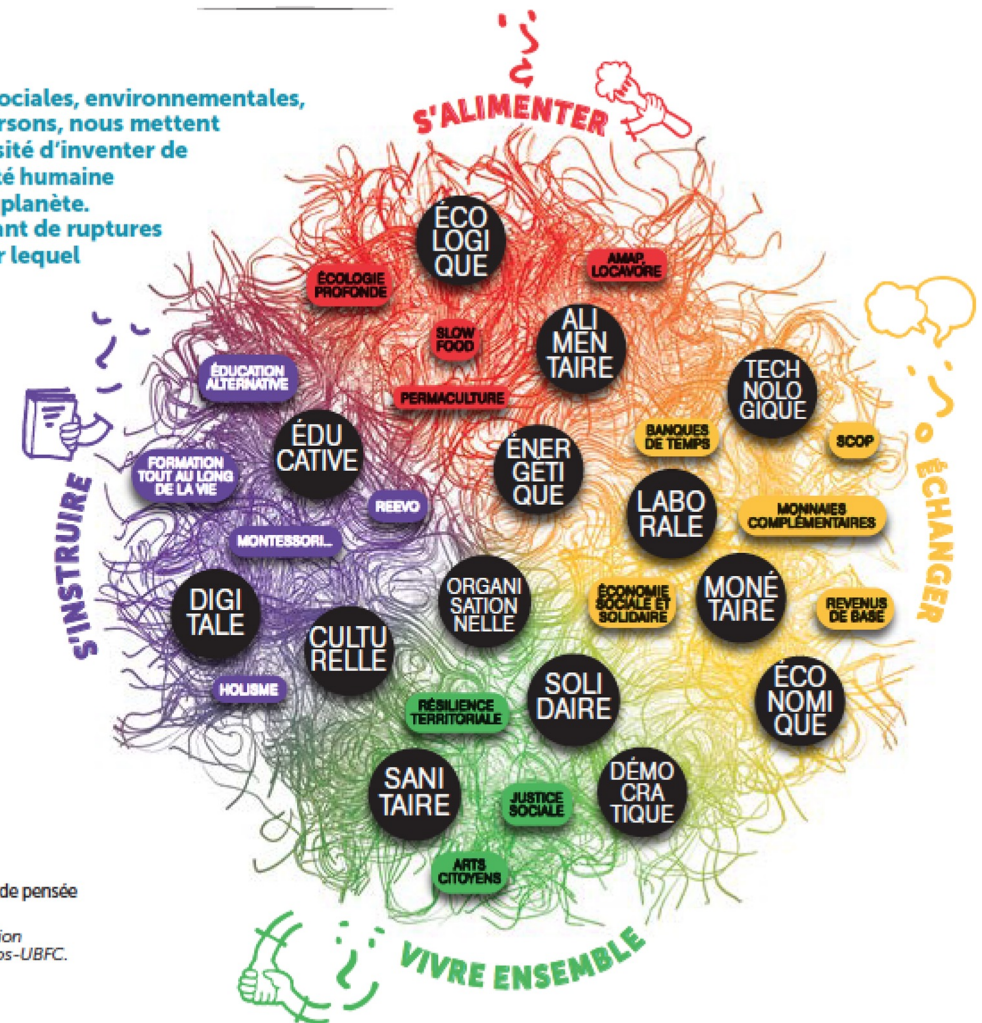 S'ALIMENTER
ociales, environnementales,
rsons, nous mettent
sité d'inventer de
té humaine
planète.
ant de ruptures
r lequel
ÉCO
LOGI
QUE
ÉCOLOGIE
PROFONDE
AMAP,
LOCAVORE
SLOW
FOOD
ALI
MEN
TAIRE
PERMACULTURE
ÉDUCATION
ALTERNATIVE
TECH
NOLO
GIQUE
ÉDU
CATIVE
ÉNER
GÉTI
QUE
BANQUES
DE TEMPS
SCOP
FORMATION
TOUT AU LONG
DE LA VIE
REEVO
LABO
RALE
MONNAIES
COMPLÉMENTAIRES
MONTESSORI...
S'INSTRUIRE
ÉCHANGER
DIGI
TALE
CULTU
RELLE
ORGANI
SATION
NELLE
ÉCONOMIE
SOCIALE ET
SOLIDAIRE
MONÉ
TAIRE
REVENUS
DE BASE
HOLISME
RÉSILIENCE
TERRITORIALE
SOLI
DAIRE
ÉCO
NOMI
QUE
SANI
TAIRE
JUSTICE
SOCIALE
DÉMO
CRA
TIQUE
ARTS
CITOYENS
de pensée
ion
os-UBFC.
VIVRE ENSEMBLE